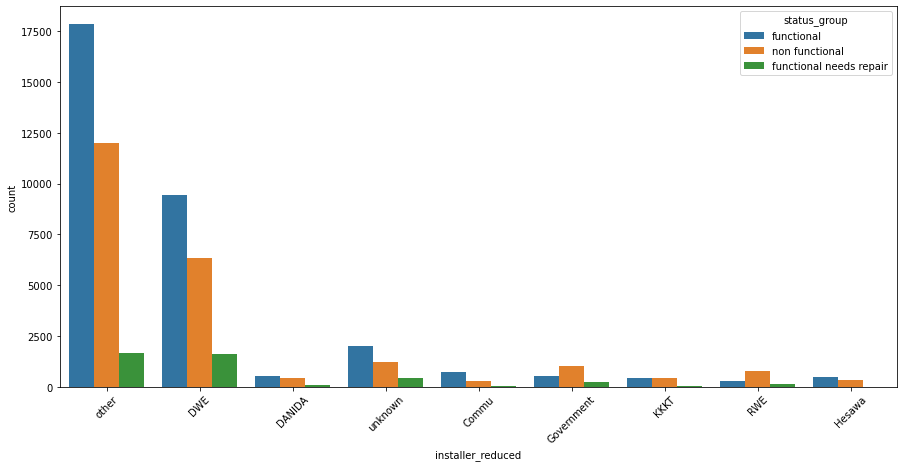 status_group
functional
non functional
functional needs repair
17500
15000
12500
10000
7500
5000
2500
0
count
other
DWE
DANIDA
unknown
Commu
Government
KKKT
RWE
Hesawa
installer_reduced